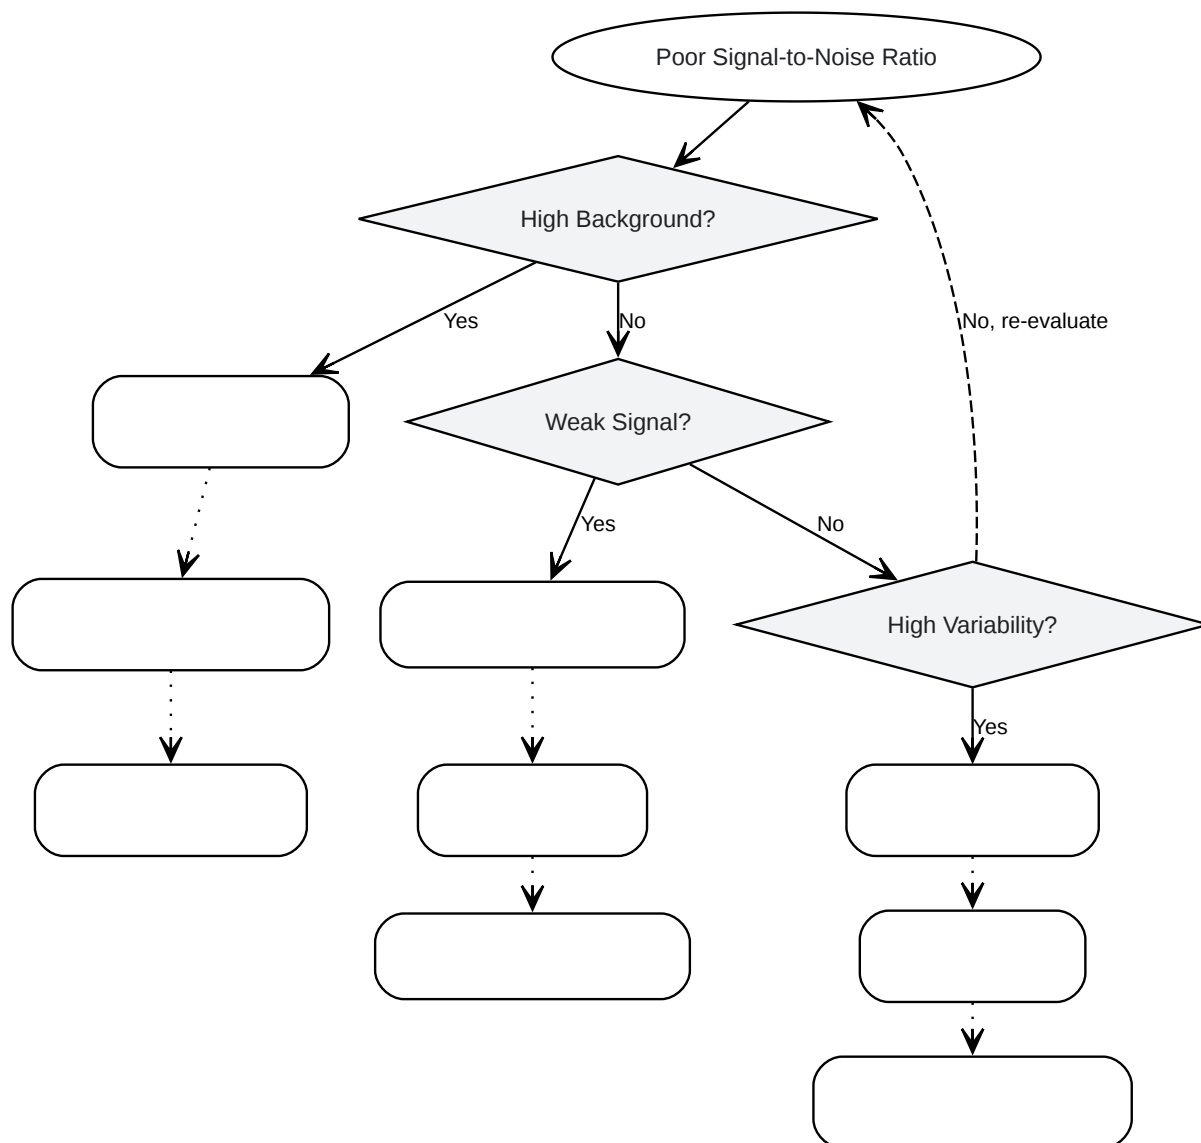 Poor Signal-to-Noise Ratio
High Background?
Yes
No
No, re-evaluate
Weak Signal?
Yes
No
High Variability?
Yes